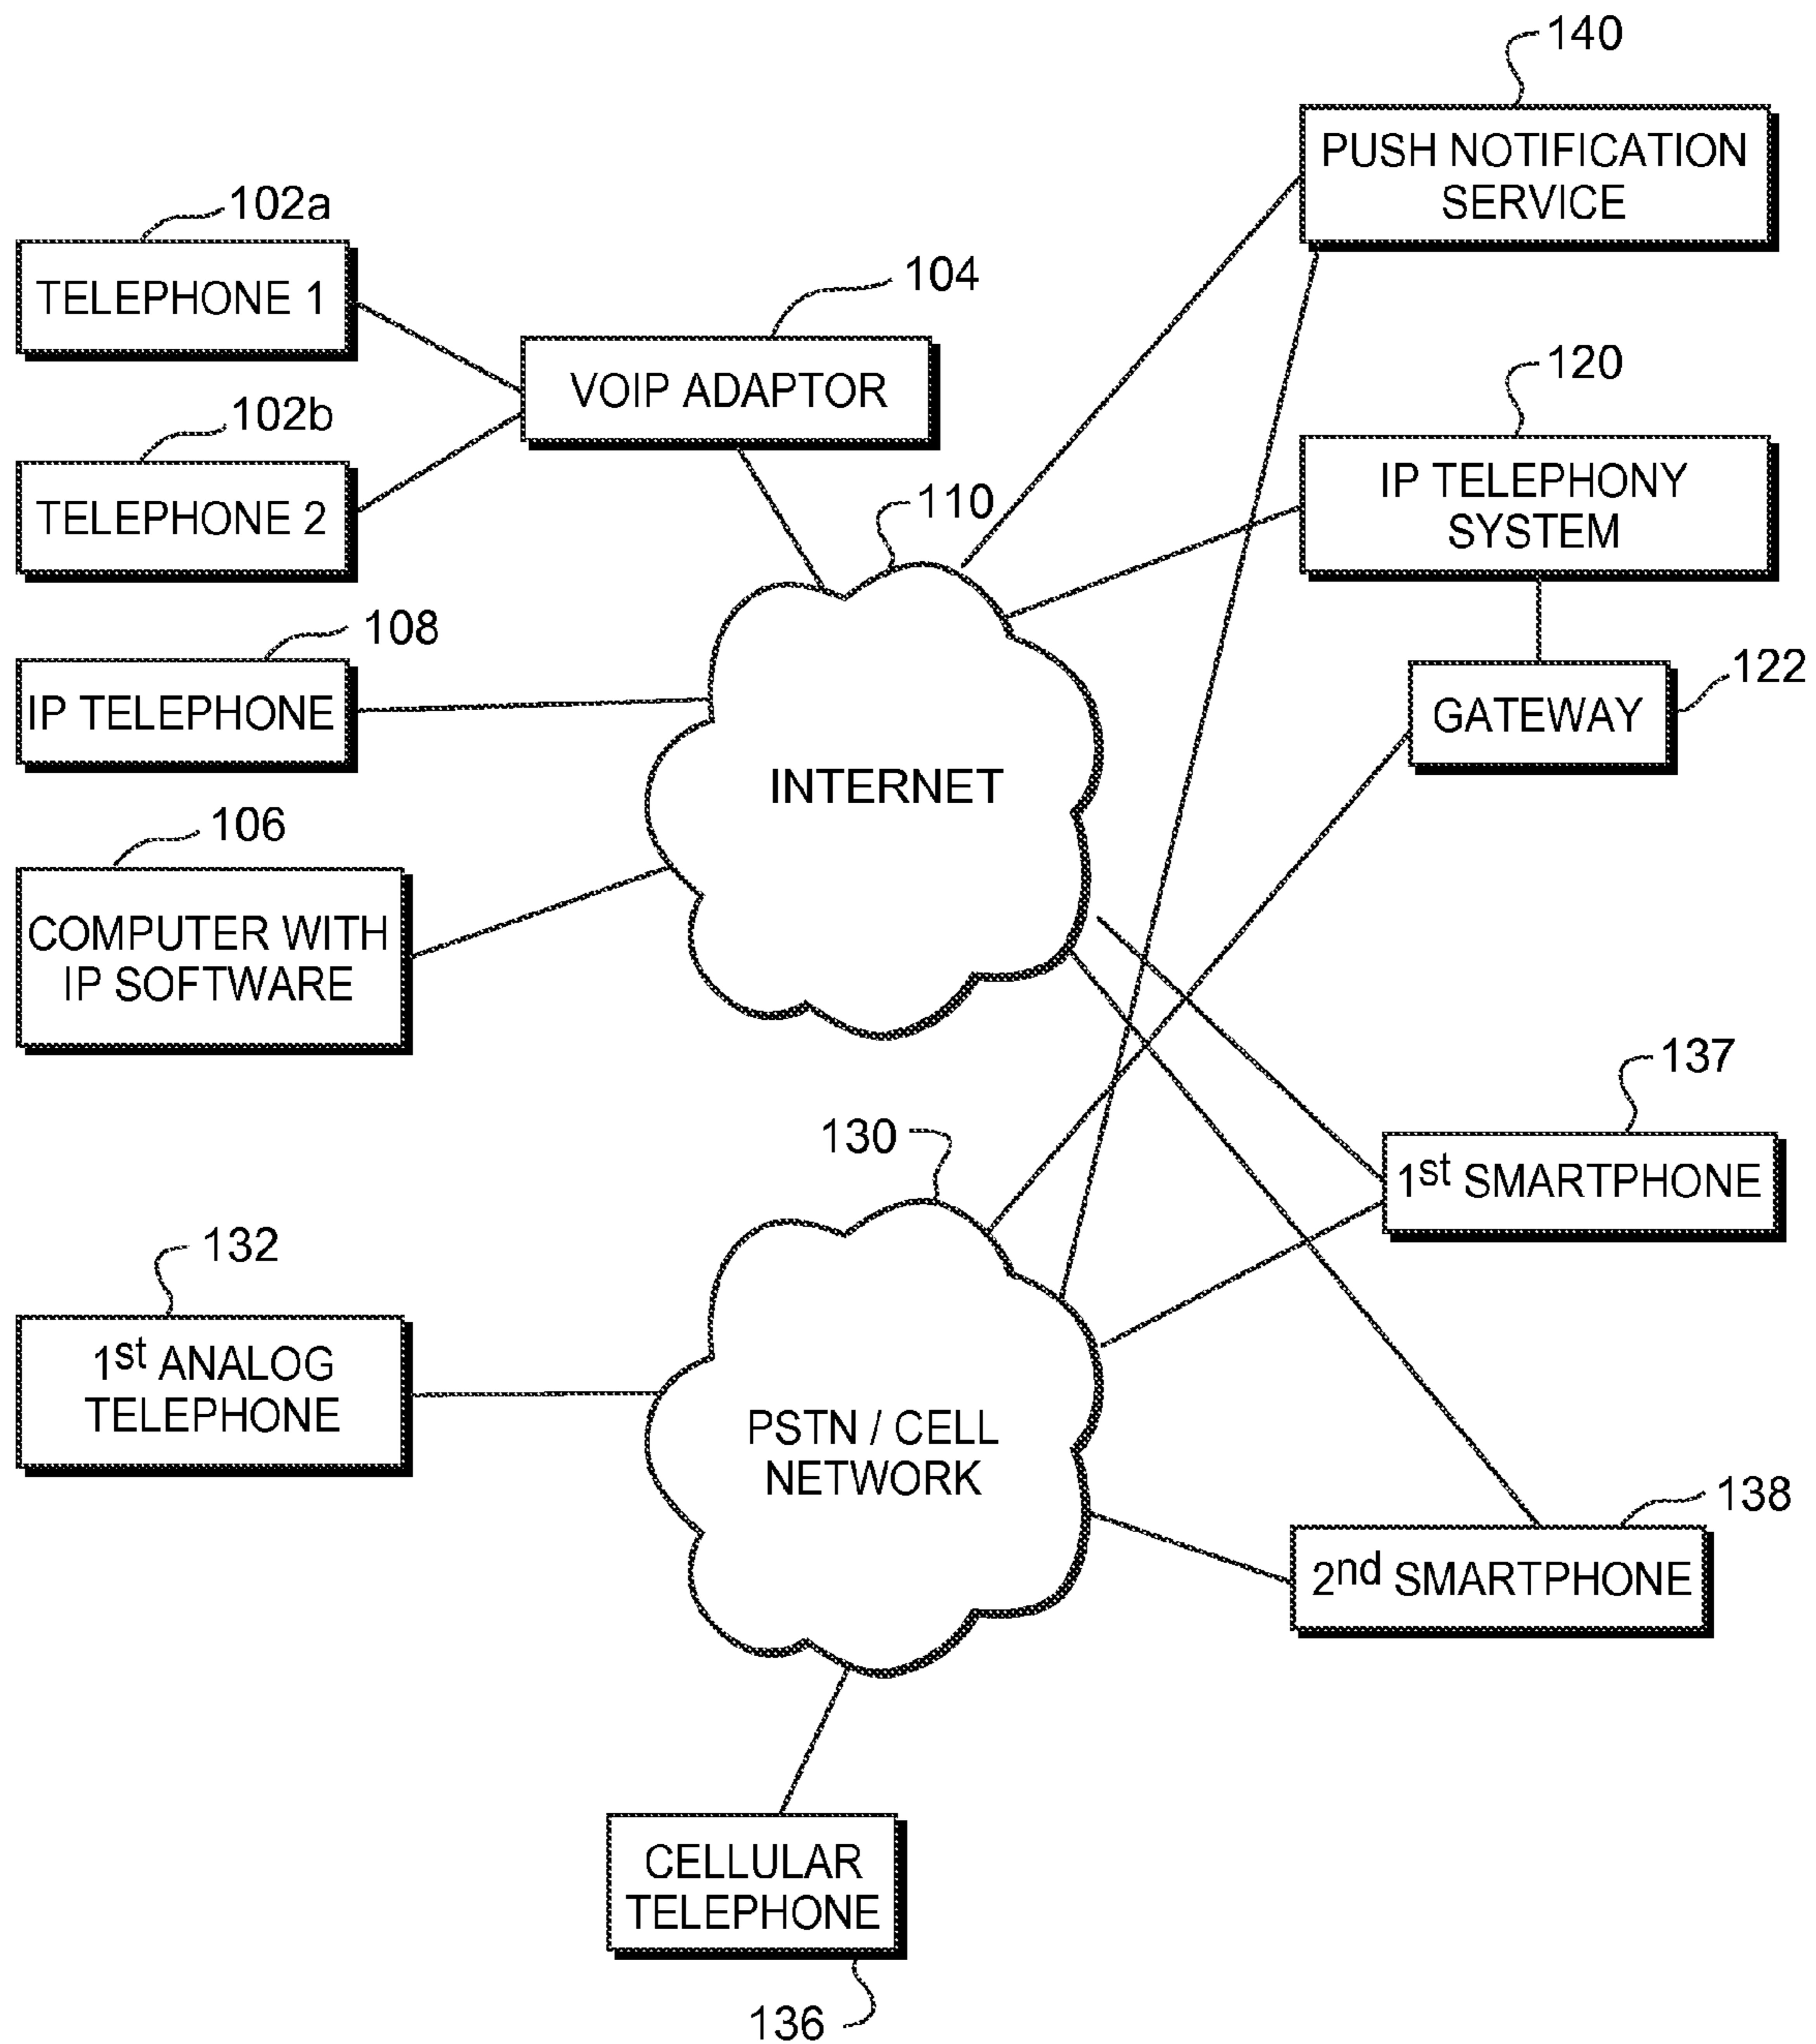 140
PUSH NOTIFICATION
SERVICE
102a
TELEPHONE 1
104
VOIP ADAPTOR
120
IP TELEPHONY
SYSTEM
102b
TELEPHONE 2
110
108
IP TELEPHONE
122
GATEWAY
INTERNET
106
COMPUTER WITH
IP SOFTWARE
137
1st SMARTPHONE
130
132
1st ANALOG
TELEPHONE
PSTN / CELL
NETWORK
138
2nd SMARTPHONE
CELLULAR
TELEPHONE
136